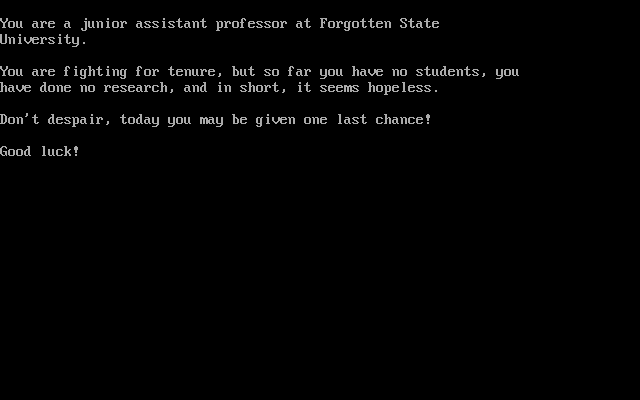 You are a junior assistant professor at Forgotten State
University.
You are fighting for tenure, but so far you have no students, you
have done no research, and in short, it seems hopeless.
Don't despair, today you may be given one last chance!
Good luck!